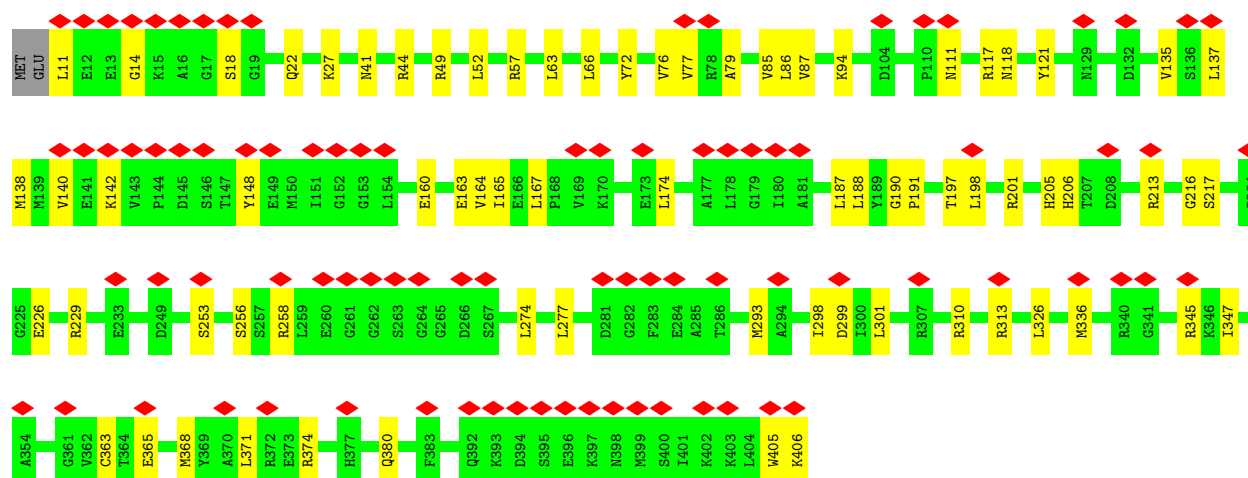 MET GLU L11 E12 E13 G14 K15 A16 G17 S18 G19 Q22 K27 N41 R44 R49 L52 R57 L63 L66 Y72 V76 V77 R78 A79 V85 L86 V87 K94 D104 P110 N111 R117 N118 Y121 N129 D132 V135 S136 L137
M138 M139 V140 E141 K142 V143 P144 D145 S146 T147 Y148 E149 M150 I151 G152 G153 L154 E160 E163 V164 I165 E166 L167 P168 V169 K170 E173 L174 A177 L178 G179 I180 A181 L187 L188 Y189 G190 P191 T197 L198 R201 H205 H206 T207 D208 R213 G216 S217
G225 E226 R229 E233 D249 S253 S256 S257 R258 L259 E260 G261 G262 S263 G264 G265 D266 S267 L274 L277 D281 G282 F283 E284 A285 T286 M293 A294 I298 D299 I300 L301 R307 R310 R313 L326 M336 R340 G341 R345 K346 I347
A354 G361 V362 C363 T364 E365 M368 Y369 A370 L371 R372 E373 R374 H377 Q380 F383 Q392 K393 D394 S395 E396 K397 N398 M399 S400 I401 K402 K403 L404 W405 K406